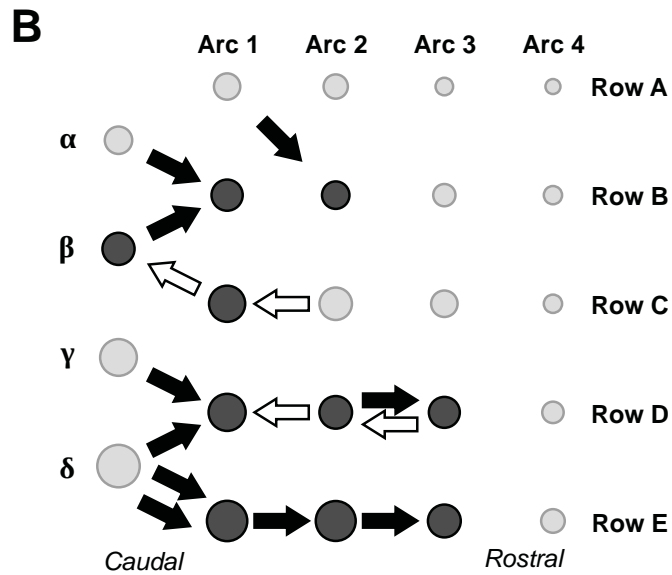 B
Arc 1 Arc 2 Arc 3 Arc 4
Row A
α
Row B
β
Row C
γ
Row D
δ
Row E
Caudal Rostral